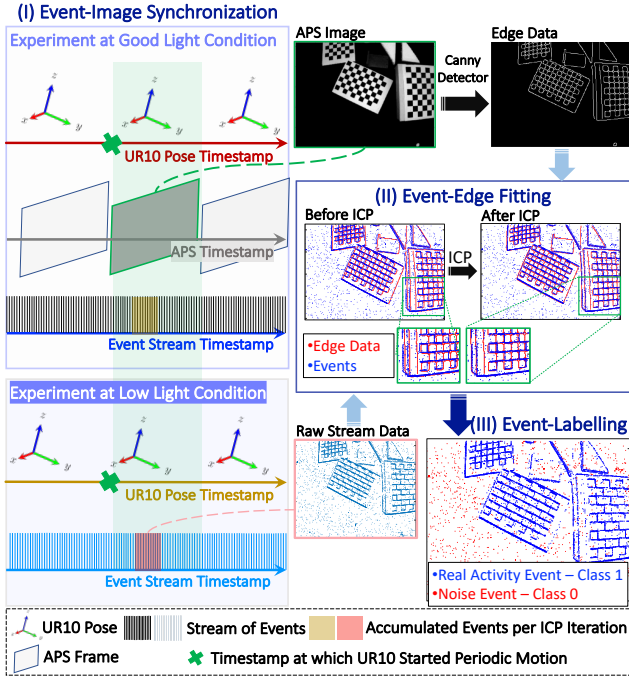 (I) Event-Image Synchronization
Experiment at Good Light Condition
z
x
y
z
x
y
z
x
y
UR10 Pose Timestamp
APS Timestamp
Event Stream Timestamp
APS Image
Canny
Detector
Edge Data
(II) Event-Edge Fitting
Before ICP
After ICP
ICP
•Edge Data
•Events
Experiment at Low Light Condition
z
x
y
z
x
y
z
x
y
UR10 Pose Timestamp
Event Stream Timestamp
Raw Stream Data
(III) Event-Labelling
•Real Activity Event – Class 1
•Noise Event – Class 0
UR10 Pose
Stream of Events
Accumulated Events per ICP Iteration
APS Frame
Timestamp at which UR10 Started Periodic Motion